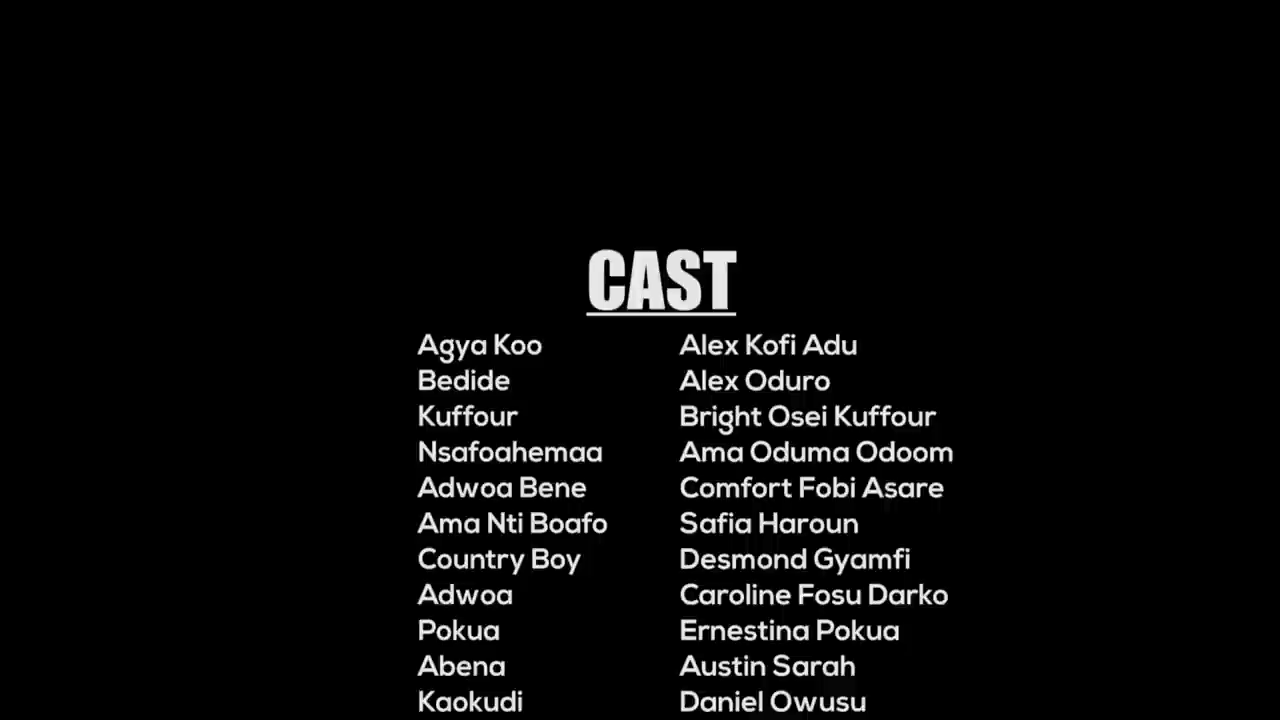 CAST
Agya Koo Alex Kofi Adu
Bedide Alex Oduro
Kuffour Bright Osei Kuffour
Nsafoahemaa Ama Oduma Odoom
Adwoa Bene Comfort Fobi Asare
Ama Nti Boafo Safia Haroun
Country Boy Desmond Gyamfi
Adwoa Caroline Fosu Darko
Pokua Ernestina Pokua
Abena Austin Sarah
Kaokudi Daniel Owusu